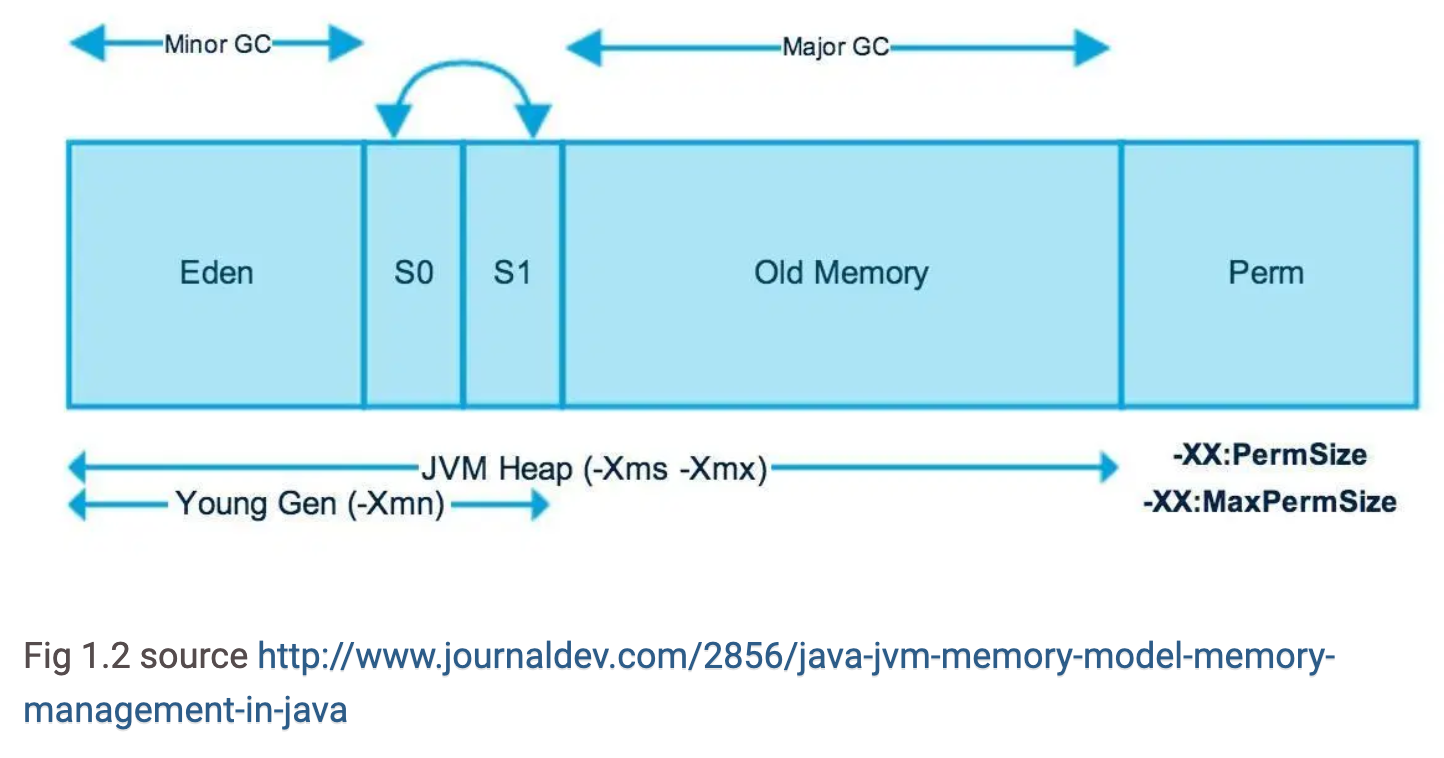 Minor GC
Major GC
Eden
S0
S1
Old Memory
Perm
JVM Heap (-Xms -Xmx)
Young Gen (-Xmn)
-XX:PermSize
-XX:MaxPermSize
Fig 1.2 source http://www.journaldev.com/2856/java-jvm-memory-model-memory-
management-in-java